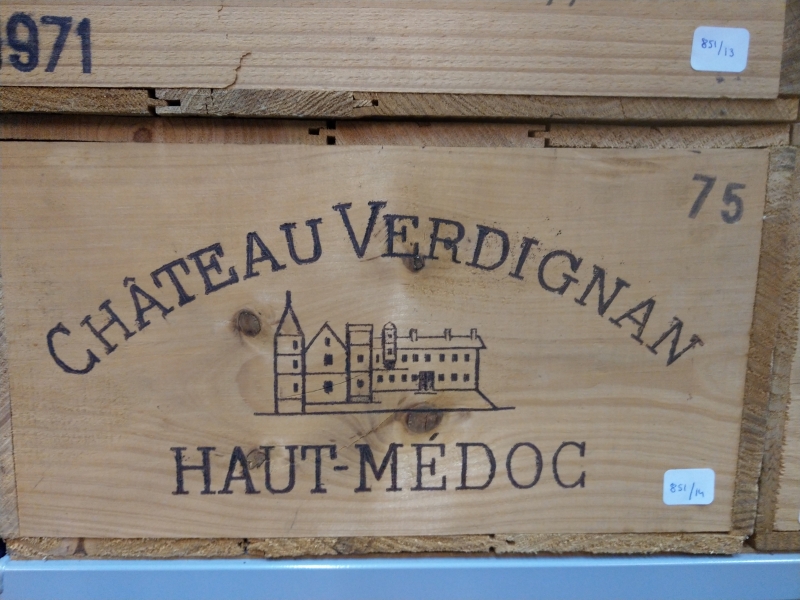 1971
851/13
75
CHÂTEAU VERDIGNAN
HAUT-MÉDOC
851/14